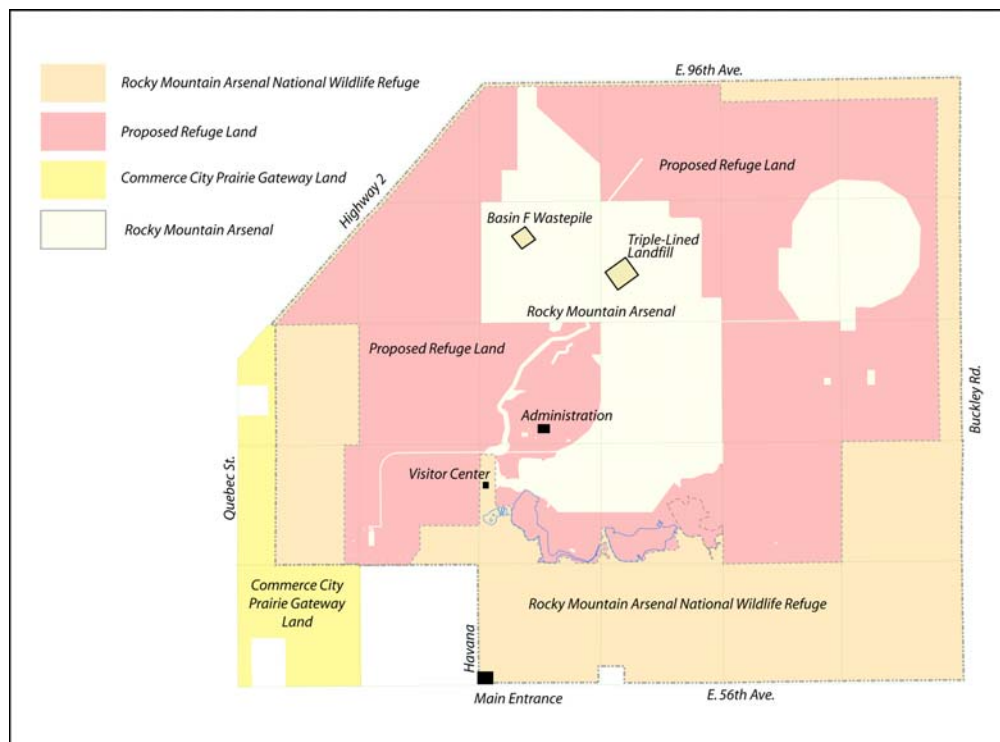 Rocky Mountain Arsenal National Wildlife Refuge
Proposed Refuge Land
Commerce City Prairie Gateway Land
Rocky Mountain Arsenal
E. 96th Ave.
Highway 2
Proposed Refuge Land
Basin F Wastepile
Triple-Lined
Landfill
Rocky Mountain Arsenal
Proposed Refuge Land
Buckley Rd.
Administration
Visitor Center
Quebec St.
Commerce City
Prairie Gateway
Land
Rocky Mountain Arsenal National Wildlife Refuge
Havana
Main Entrance
E. 56th Ave.